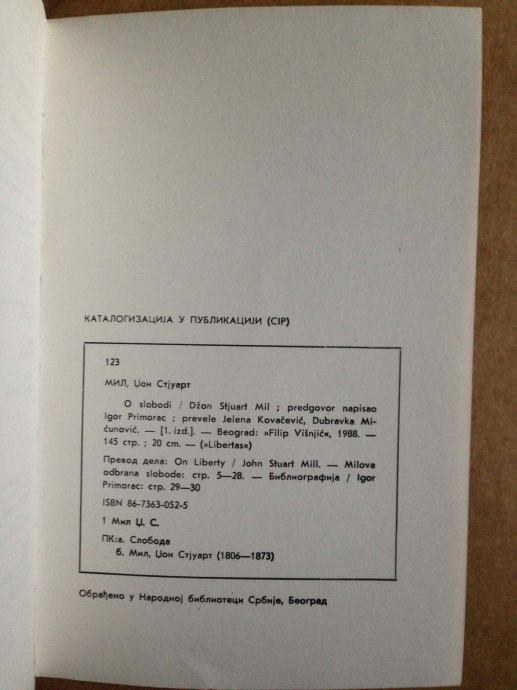 КАТАЛОГИЗАЦИЈА У ПУБЛИКАЦИЈИ (CIP)
123
МИЛ, Џон Стјуарт
O slobodi / Džon Stjuart Mil ; predgovor napisao
Igor Primorac ; prevele Jelena Kovačević, Dubravka Mi-
ćunović. — [1. izd.]. — Beograd: »Filip Višnjić«, 1988. —
145 стр. ; 20 cm. — (»Libertas«)
Превод дела: On Liberty / John Stuart Mill. — Milova
odbrana slobode: стр. 5—28. — Библиографија / Igor
Primorac: стр. 29—30
ISBN 86-7363-052-5
1 Мил Џ. С.
ПК:а. Слобода
б. Мил, Џон Стјуарт (1806—1873)
Обрађено у Народној библиотеци Србије, Београд